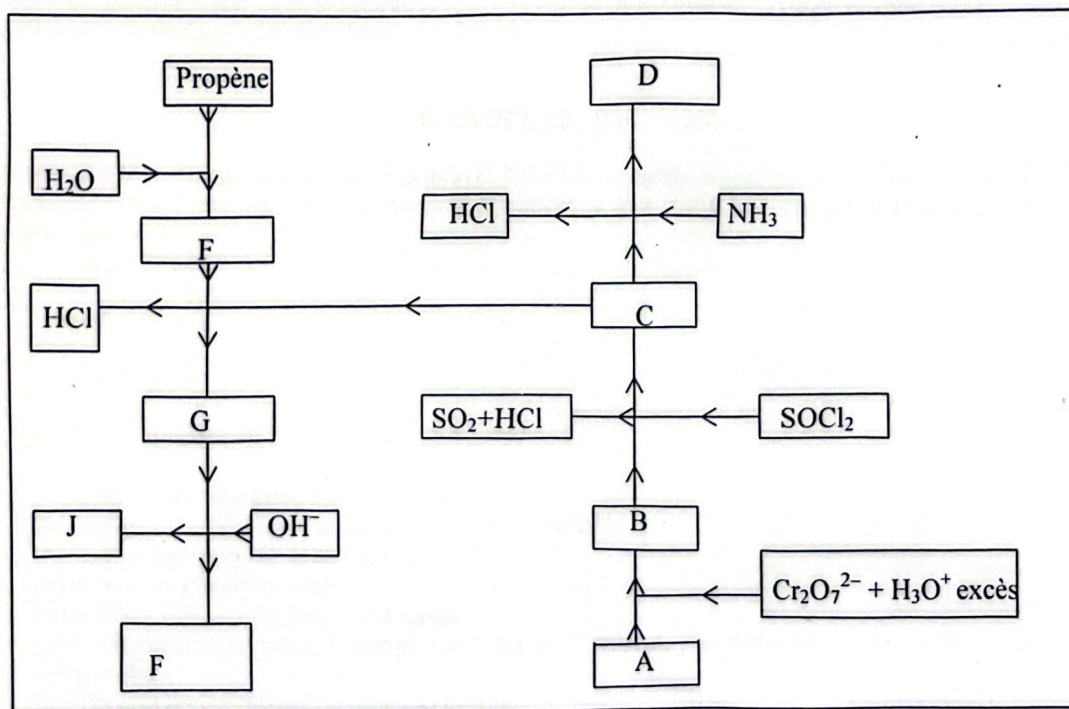 Propène
D
H₂O
HCl
NH₃
F
HCl
C
G
SO₂+HCl
SOCl₂
J
OH⁻
B
Cr₂O₇²⁻ + H₃O⁺ excès
F
A